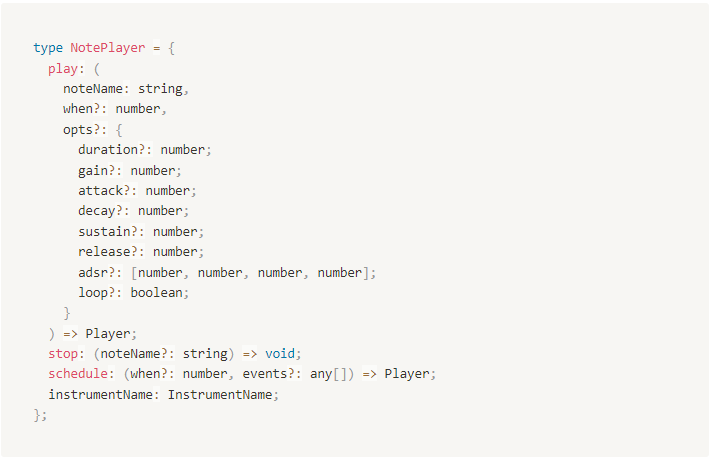 type NotePlayer = {
  play: (
    noteName: string,
    when?: number,
    opts?: {
      duration?: number;
      gain?: number;
      attack?: number;
      decay?: number;
      sustain?: number;
      release?: number;
      adsr?: [number, number, number, number];
      loop?: boolean;
    }
  ) => Player;
  stop: (noteName?: string) => void;
  schedule: (when?: number, events?: any[]) => Player;
  instrumentName: InstrumentName;
};